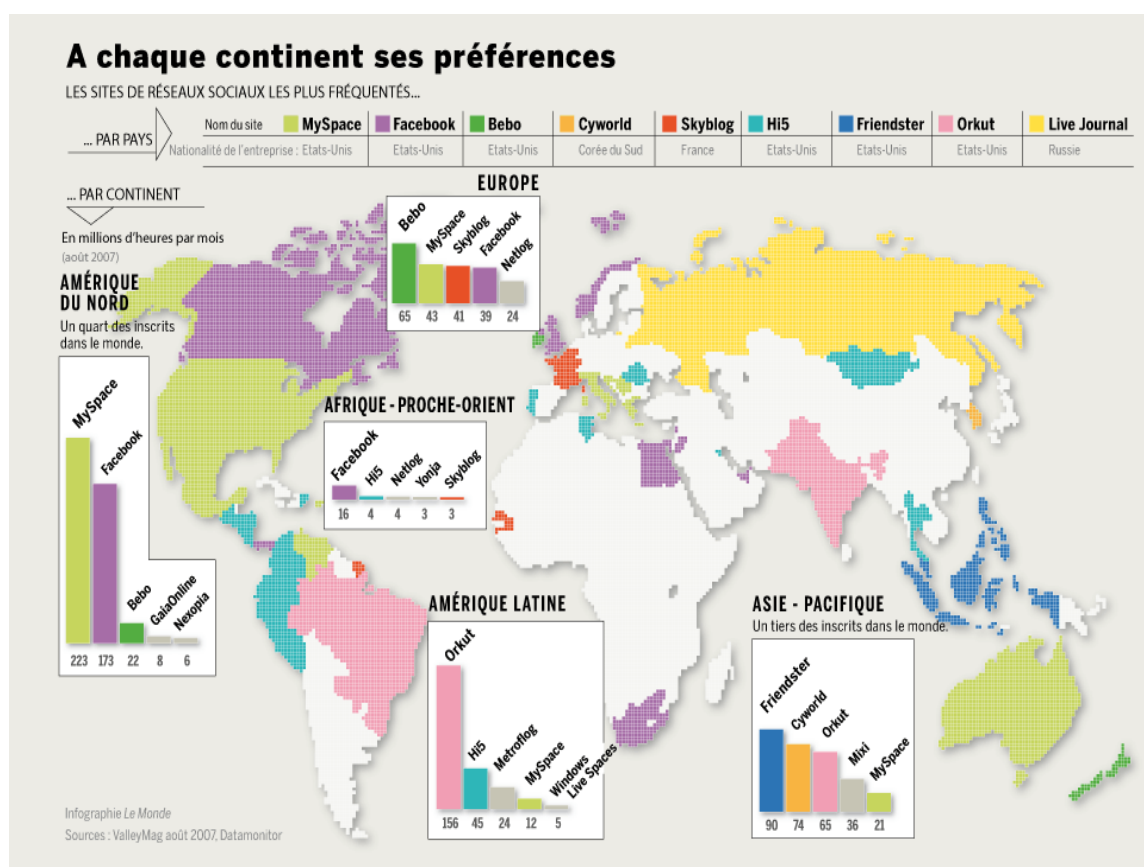 A chaque continent ses préférences
LES SITES DE RÉSEAUX SOCIAUX LES PLUS FRÉQUENTÉS...
... PAR PAYS
Nom du site MySpace Facebook Bebo Cyworld Skyblog Hi5 Friendster Orkut Live Journal
Nationalité de l'entreprise : Etats-Unis Etats-Unis Etats-Unis Corée du Sud France Etats-Unis Etats-Unis Etats-Unis Russie
... PAR CONTINENT
En millions d'heures par mois
(août 2007)
AMÉRIQUE
DU NORD
Un quart des inscrits
dans le monde.
MySpace
Facebook
Bebo
GaiaOnline
Nexopia
223 173 22 8 6
EUROPE
Bebo
MySpace
Skyblog
Facebook
Netlog
65 43 41 39 24
AFRIQUE - PROCHE-ORIENT
Facebook
Hi5
Netlog
Yonja
Skyblog
16 4 4 3 3
AMÉRIQUE LATINE
Orkut
Hi5
Metroflog
MySpace
Windows
Live Spaces
156 45 24 12 5
ASIE - PACIFIQUE
Un tiers des inscrits dans le monde.
Friendster
Cyworld
Orkut
Mixi
MySpace
90 74 65 36 21
Infographie Le Monde
Sources : ValleyMag août 2007, Datamonitor